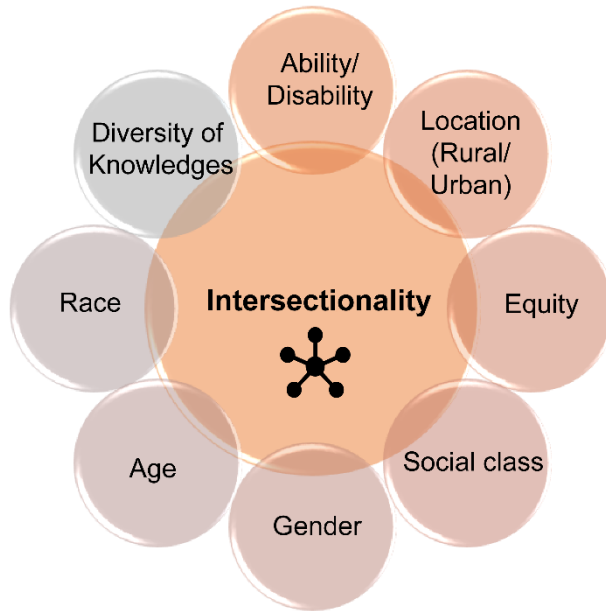 Ability/
Disability
Location
(Rural/
Urban)
Equity
Social class
Gender
Age
Race
Diversity of
Knowledges
Intersectionality